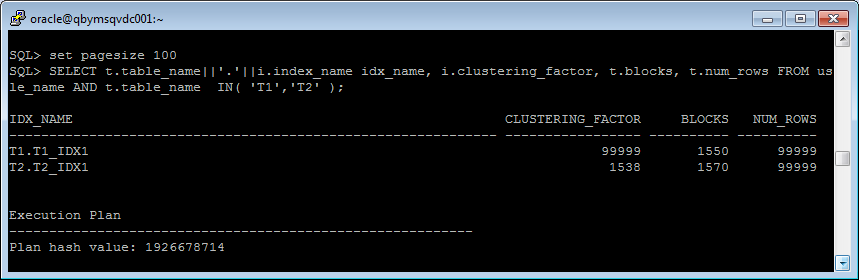 oracle@qbymsqvdc001:~
SQL> set pagesize 100
SQL> SELECT t.table_name||'.'||i.index_name idx_name, i.clustering_factor, t.blocks, t.num_rows FROM us
le_name AND t.table_name  IN( 'T1','T2' );
IDX_NAME CLUSTERING_FACTOR BLOCKS NUM_ROWS
------------------------------------------------------------- ----------------- ---------- ----------
T1.T1_IDX1 99999 1550 99999
T2.T2_IDX1 1538 1570 99999
Execution Plan
----------------------------------------------------------
Plan hash value: 1926678714